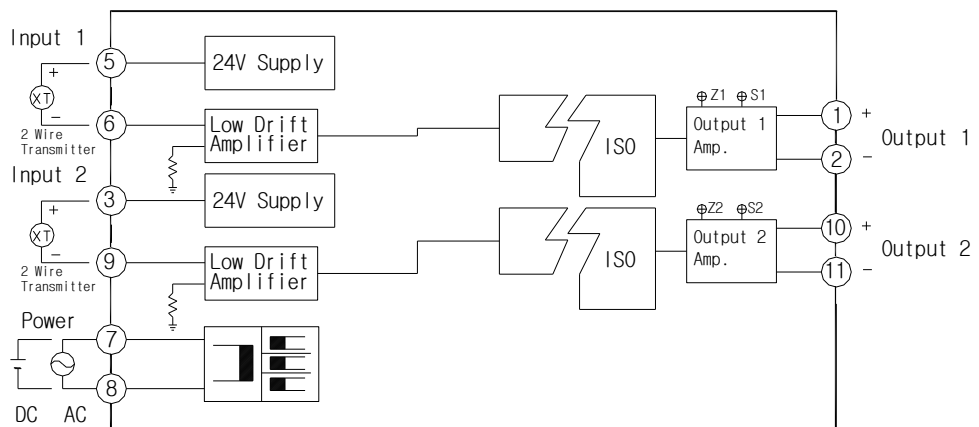 Input 1
5
24V Supply
+
XT
−
2 Wire
Transmitter
6
Low Drift
Amplifier
ISO
Z1
S1
Output 1
Amp.
1
+
2
−
Output 1
Input 2
3
24V Supply
+
XT
−
2 Wire
Transmitter
9
Low Drift
Amplifier
ISO
Z2
S2
Output 2
Amp.
10
+
11
−
Output 2
Power
7
8
DC
AC